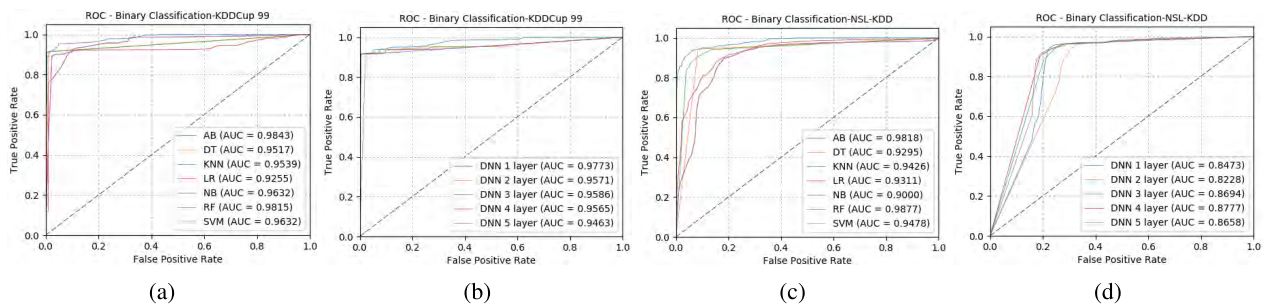 ROC - Binary Classification-KDDCup 99
True Positive Rate
1.0
0.8
0.6
0.4
0.2
0.0
AB (AUC = 0.9843)
DT (AUC = 0.9517)
KNN (AUC = 0.9539)
LR (AUC = 0.9255)
NB (AUC = 0.9632)
RF (AUC = 0.9815)
SVM (AUC = 0.9632)
0.0 0.2 0.4 0.6 0.8 1.0
False Positive Rate
(a)
ROC - Binary Classification-KDDCup 99
True Positive Rate
1.0
0.8
0.6
0.4
0.2
0.0
DNN 1 layer (AUC = 0.9773)
DNN 2 layer (AUC = 0.9571)
DNN 3 layer (AUC = 0.9586)
DNN 4 layer (AUC = 0.9565)
DNN 5 layer (AUC = 0.9463)
0.0 0.2 0.4 0.6 0.8 1.0
False Positive Rate
(b)
ROC - Binary Classification-NSL-KDD
True Positive Rate
1.0
0.8
0.6
0.4
0.2
0.0
AB (AUC = 0.9818)
DT (AUC = 0.9295)
KNN (AUC = 0.9426)
LR (AUC = 0.9311)
NB (AUC = 0.9000)
RF (AUC = 0.9877)
SVM (AUC = 0.9478)
0.0 0.2 0.4 0.6 0.8 1.0
False Positive Rate
(c)
ROC - Binary Classification-NSL-KDD
True Positive Rate
1.0
0.8
0.6
0.4
0.2
0.0
DNN 1 layer (AUC = 0.8473)
DNN 2 layer (AUC = 0.8228)
DNN 3 layer (AUC = 0.8694)
DNN 4 layer (AUC = 0.8777)
DNN 5 layer (AUC = 0.8658)
0.0 0.2 0.4 0.6 0.8 1.0
False Positive Rate
(d)